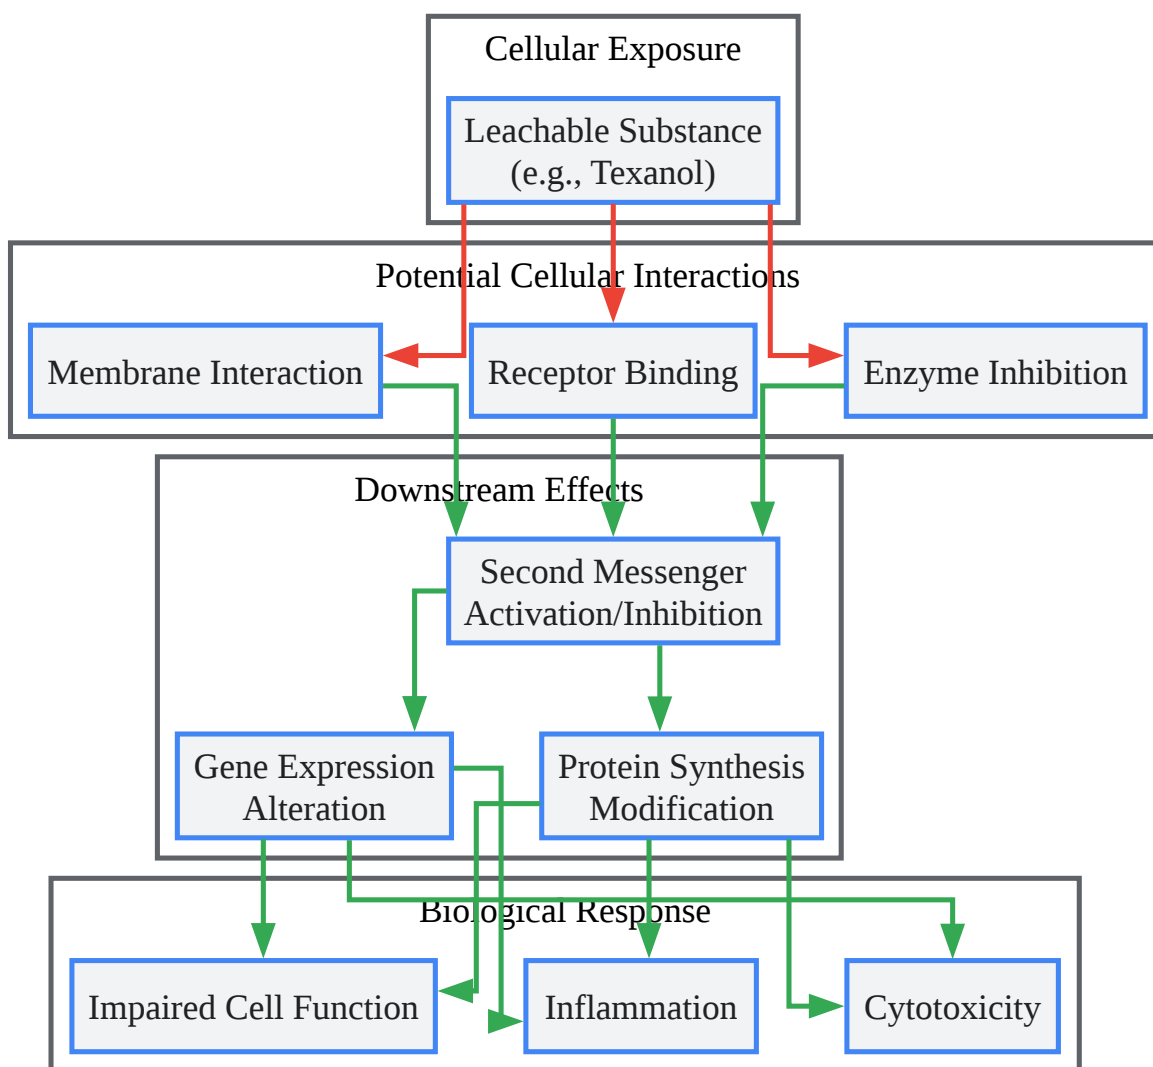 Cellular Exposure
Leachable Substance
(e.g., Texanol)
Potential Cellular Interactions
Membrane Interaction
Receptor Binding
Enzyme Inhibition
Downstream Effects
Second Messenger
Activation/Inhibition
Gene Expression
Alteration
Protein Synthesis
Modification
Biological Response
Impaired Cell Function
Inflammation
Cytotoxicity